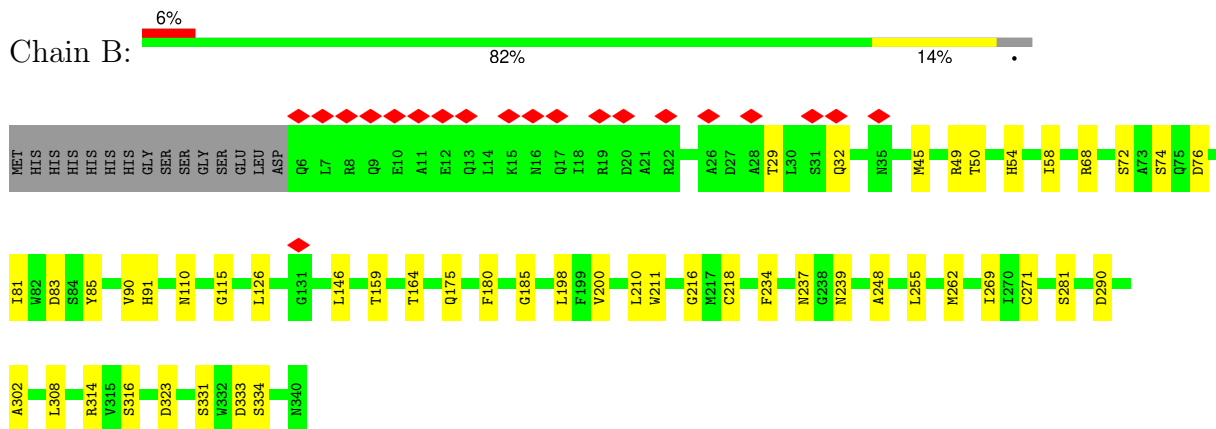 6%
Chain B:
82% 14% •
MET HIS HIS HIS HIS HIS HIS GLY SER SER GLY SER GLU LEU ASP Q6 L7 R8 Q9 E10 A11 E12 Q13 L14 K15 N16 Q17 I18 R19 D20 A21 R22 A26 D27 A28 T29 L30 S31 Q32 N35 M45 R49 T50 H54 I58 R68 S72 A73 S74 Q75 D76
I81 W82 D83 S84 Y85 V90 H91 N110 G115 L126 G131 L146 T159 T164 Q175 F180 G185 L198 F199 V200 L210 W211 G216 M217 C218 F234 N237 G238 N239 A248 L255 M262 I269 I270 C271 S281 D290
A302 L308 R314 V315 S316 D323 S331 W332 D333 S334 N340